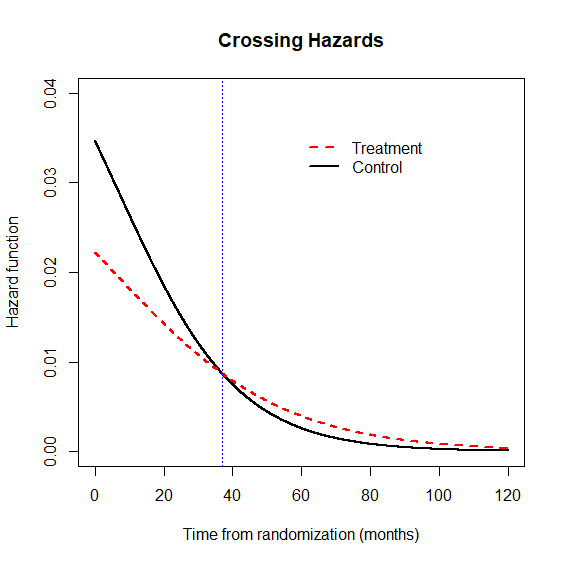 Crossing Hazards
0.04
0.03
0.02
0.01
0.00
Hazard function
Treatment
Control
0 20 40 60 80 100 120
Time from randomization (months)